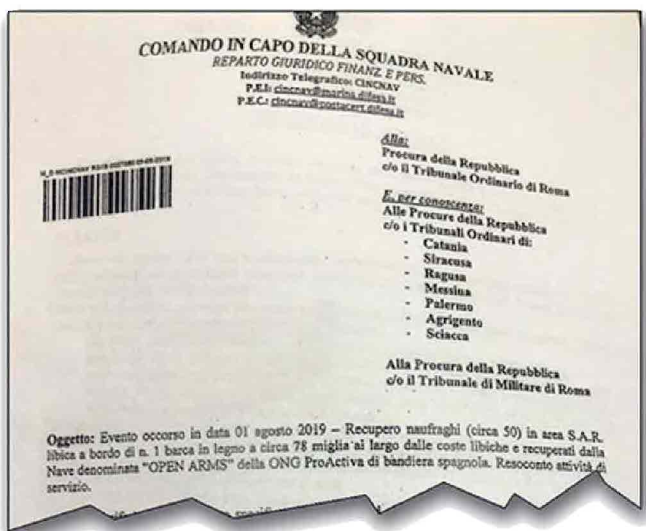 COMANDO IN CAPO DELLA SQUADRA NAVALE
REPARTO GIURIDICO FINANZ. E PERS.
Indirizzo Telegrafico: CINCNAV
P.E.I: cincnav@marina.difesa.it
P.E.C.: cincnav@postacert.difesa.it
Alla:
Procura della Repubblica
c/o il Tribunale Ordinario di Roma
E, per conoscenza:
Alle Procure della Repubblica
c/o i Tribunali Ordinari di:
- Catania
- Siracusa
- Ragusa
- Messina
- Palermo
- Agrigento
- Sciacca
Alla Procura della Repubblica
c/o il Tribunale di Militare di Roma
Oggetto: Evento occorso in data 01 agosto 2019 – Recupero naufraghi (circa 50) in area S.A.R.
libica a bordo di n. 1 barca in legno a circa 78 miglia al largo dalle coste libiche e recuperati dalla
Nave denominata "OPEN ARMS" della ONG ProActiva di bandiera spagnola. Resoconto attività di
servizio.